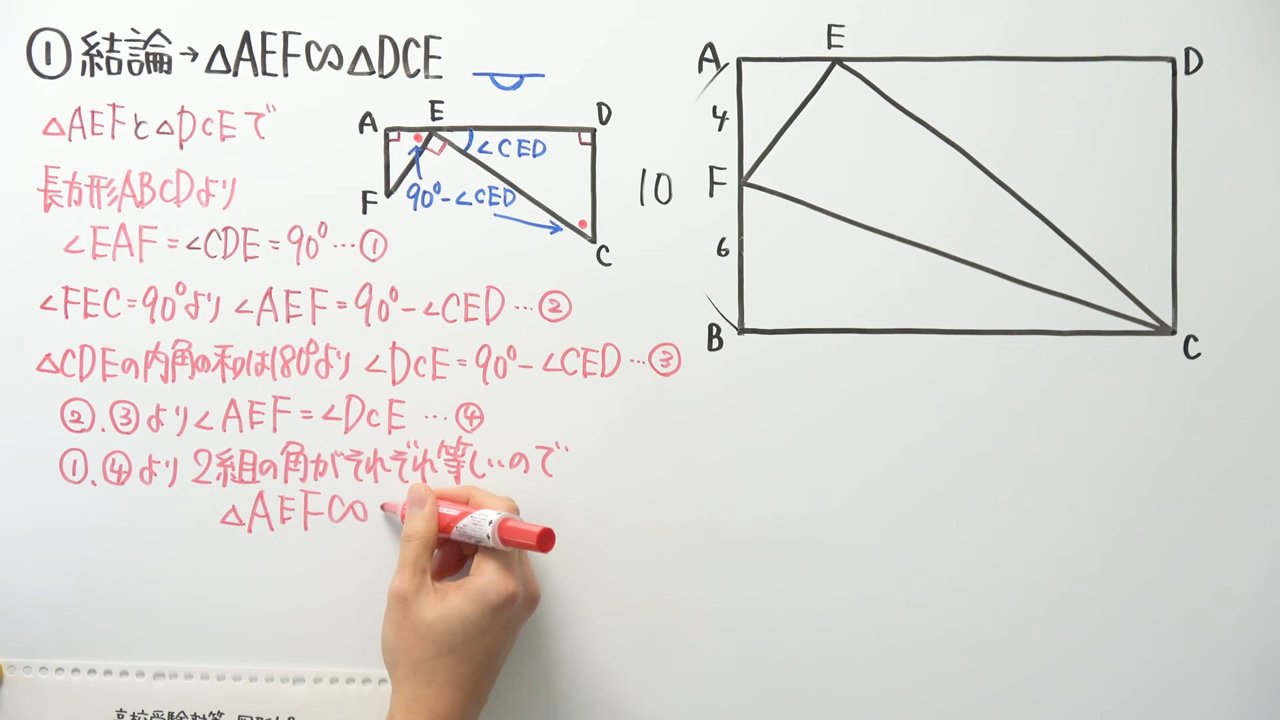 ①結論→△AEF∽△DCE
△AEFと△DCEで
長方形ABCDより
∠EAF=∠CDE=90°…①
∠FEC=90°より∠AEF=90°-∠CED…②
△CDEの内角の和は180°より∠DCE=90°-∠CED…③
②.③より∠AEF=∠DCE…④
①.④より2組の角がそれぞれ等しいので
△AEF∽
A
E
D
∠CED
F
90°-∠CED
C
A
E
D
4
10
F
6
B
C